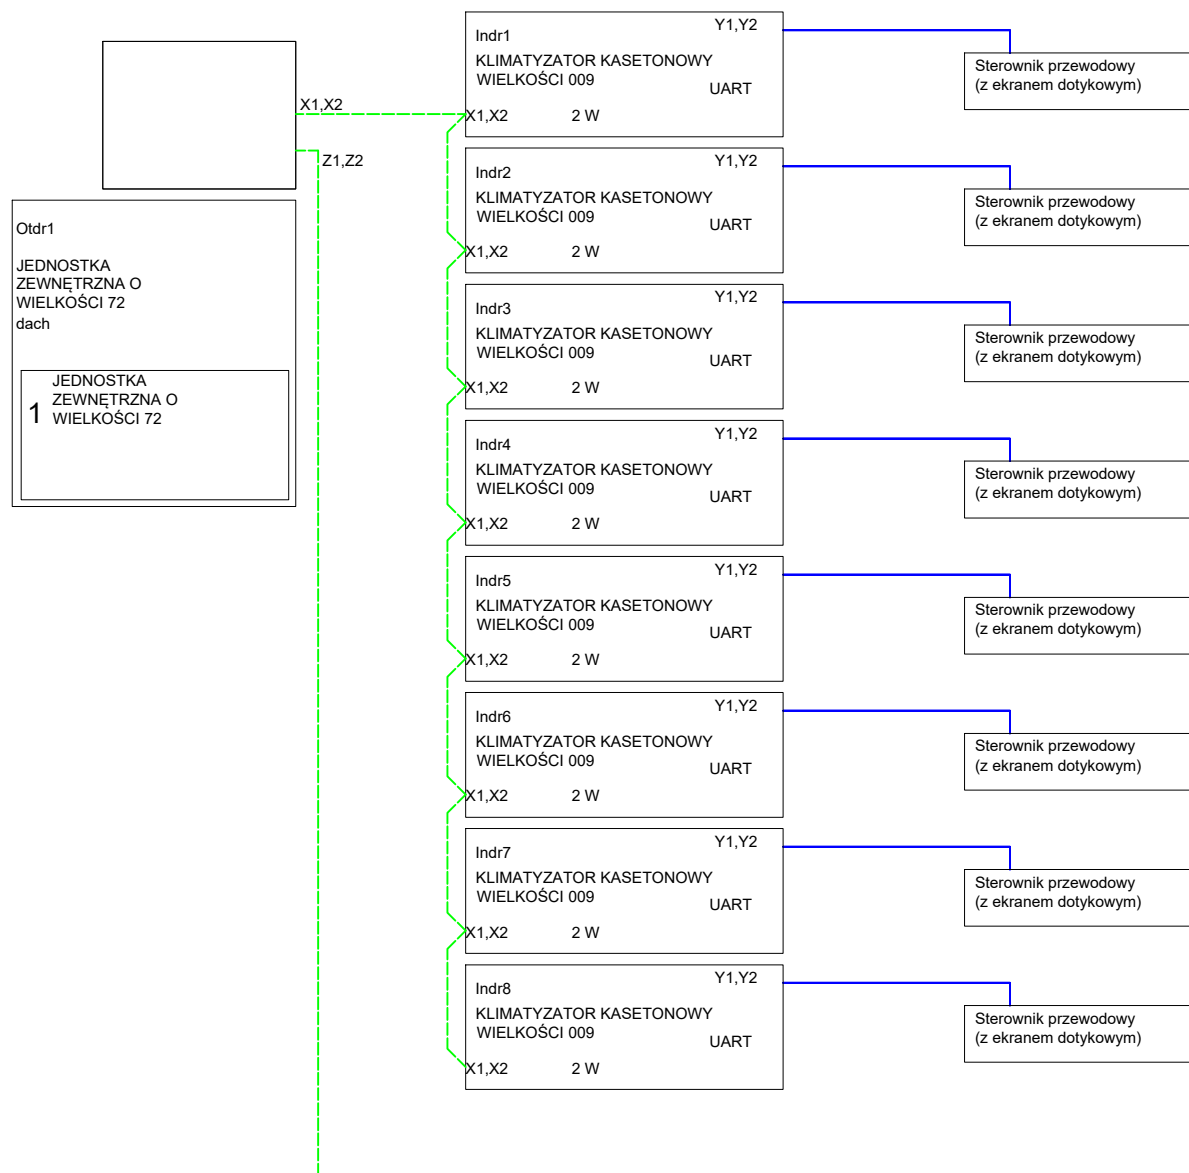 X1,X2
Z1,Z2
Otdr1
JEDNOSTKA
ZEWNĘTRZNA O
WIELKOŚCI 72
dach
1
JEDNOSTKA
ZEWNĘTRZNA O
WIELKOŚCI 72
Indr1
Y1,Y2
KLIMATYZATOR KASETONOWY
WIELKOŚCI 009
UART
X1,X2 2 W
Sterownik przewodowy
(z ekranem dotykowym)
Indr2
Y1,Y2
KLIMATYZATOR KASETONOWY
WIELKOŚCI 009
UART
X1,X2 2 W
Sterownik przewodowy
(z ekranem dotykowym)
Indr3
Y1,Y2
KLIMATYZATOR KASETONOWY
WIELKOŚCI 009
UART
X1,X2 2 W
Sterownik przewodowy
(z ekranem dotykowym)
Indr4
Y1,Y2
KLIMATYZATOR KASETONOWY
WIELKOŚCI 009
UART
X1,X2 2 W
Sterownik przewodowy
(z ekranem dotykowym)
Indr5
Y1,Y2
KLIMATYZATOR KASETONOWY
WIELKOŚCI 009
UART
X1,X2 2 W
Sterownik przewodowy
(z ekranem dotykowym)
Indr6
Y1,Y2
KLIMATYZATOR KASETONOWY
WIELKOŚCI 009
UART
X1,X2 2 W
Sterownik przewodowy
(z ekranem dotykowym)
Indr7
Y1,Y2
KLIMATYZATOR KASETONOWY
WIELKOŚCI 009
UART
X1,X2 2 W
Sterownik przewodowy
(z ekranem dotykowym)
Indr8
Y1,Y2
KLIMATYZATOR KASETONOWY
WIELKOŚCI 009
UART
X1,X2 2 W
Sterownik przewodowy
(z ekranem dotykowym)